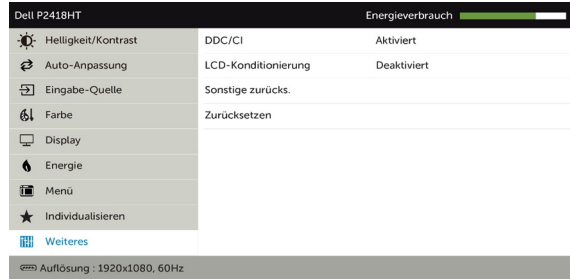 Dell P2418HT Energieverbrauch
Helligkeit/Kontrast DDC/CI Aktiviert
Auto-Anpassung LCD-Konditionierung Deaktiviert
Eingabe-Quelle Sonstige zurücks.
Farbe Zurücksetzen
Display
Energie
Menü
Individualisieren
Weiteres
Auflösung : 1920x1080, 60Hz